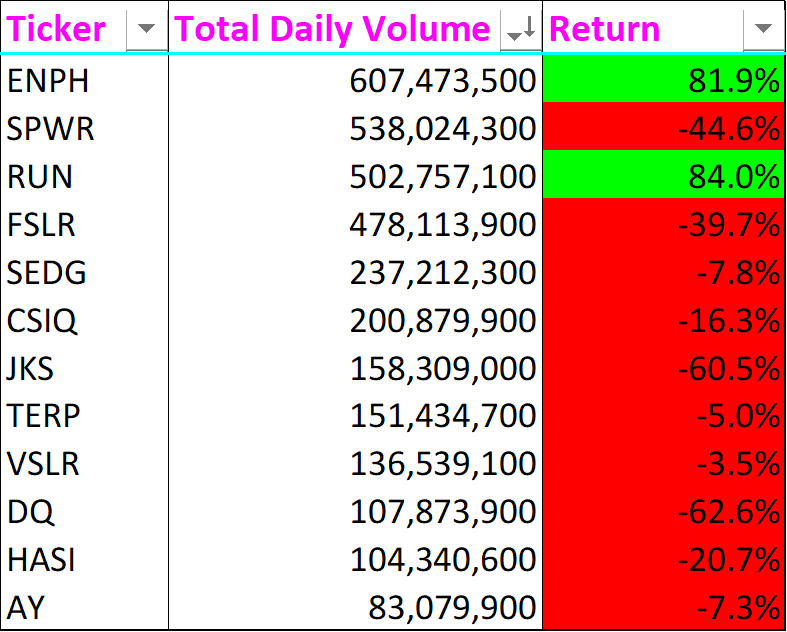 Ticker Total Daily Volume Return
ENPH 607,473,500 81.9%
SPWR 538,024,300 -44.6%
RUN 502,757,100 84.0%
FSLR 478,113,900 -39.7%
SEDG 237,212,300 -7.8%
CSIQ 200,879,900 -16.3%
JKS 158,309,000 -60.5%
TERP 151,434,700 -5.0%
VSLR 136,539,100 -3.5%
DQ 107,873,900 -62.6%
HASI 104,340,600 -20.7%
AY 83,079,900 -7.3%